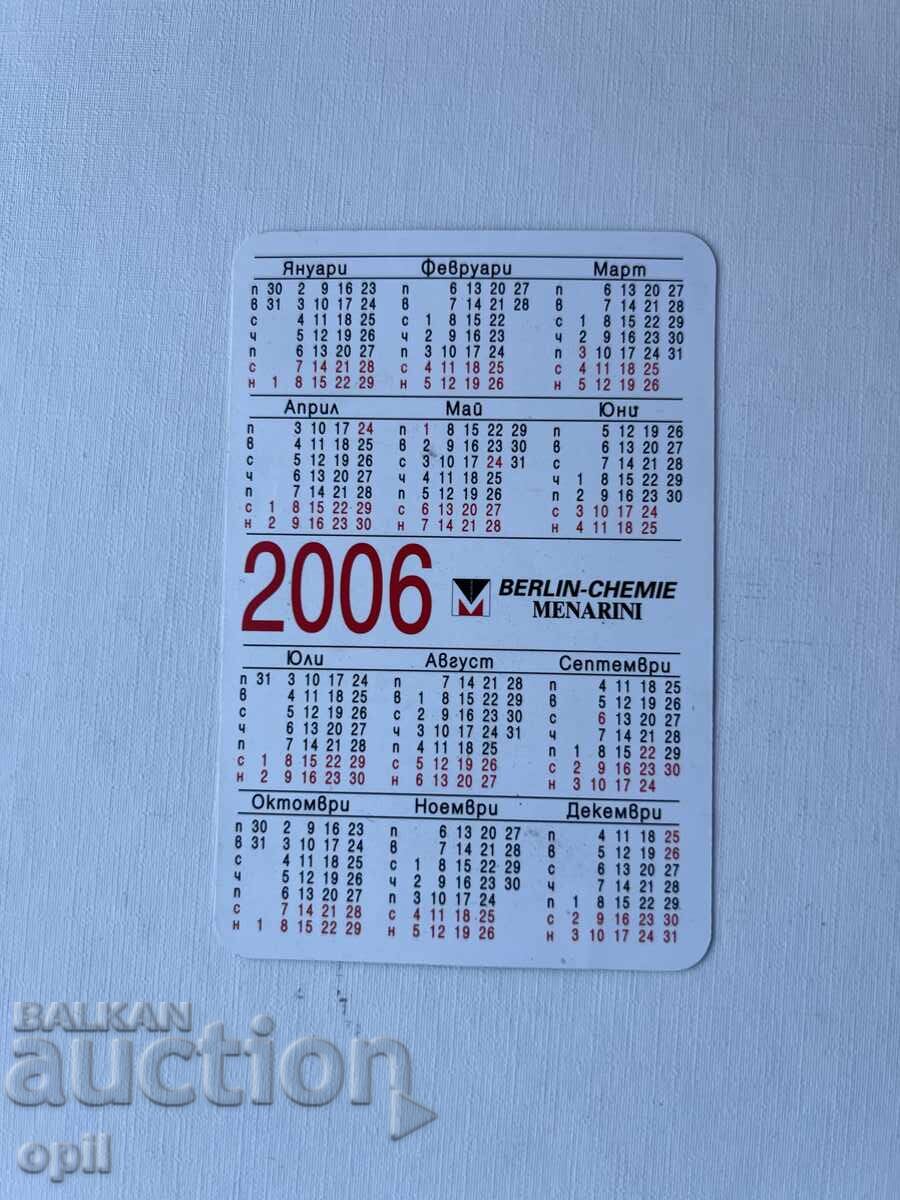 Януари Февруари Март
п 30 2 9 16 23 п 6 13 20 27 п 6 13 20 27
в 31 3 10 17 24 в 7 14 21 28 в 7 14 21 28
с 4 11 18 25 с 1 8 15 22 с 1 8 15 22 29
ч 5 12 19 26 ч 2 9 16 23 ч 2 9 16 23 30
п 6 13 20 27 п 3 10 17 24 п 3 10 17 24 31
с 7 14 21 28 с 4 11 18 25 с 4 11 18 25
н 1 8 15 22 29 н 5 12 19 26 н 5 12 19 26
Април Май Юни
п 3 10 17 24 п 1 8 15 22 29 п 5 12 19 26
в 4 11 18 25 в 2 9 16 23 30 в 6 13 20 27
с 5 12 19 26 с 3 10 17 24 31 с 7 14 21 28
ч 6 13 20 27 ч 4 11 18 25 ч 1 8 15 22 29
п 7 14 21 28 п 5 12 19 26 п 2 9 16 23 30
с 1 8 15 22 29 с 6 13 20 27 с 3 10 17 24
н 2 9 16 23 30 н 7 14 21 28 н 4 11 18 25
2006 BERLIN-CHEMIE
MENARINI
Юли Август Септември
п 31 3 10 17 24 п 7 14 21 28 п 4 11 18 25
в 4 11 18 25 в 1 8 15 22 29 в 5 12 19 26
с 5 12 19 26 с 2 9 16 23 30 с 6 13 20 27
ч 6 13 20 27 ч 3 10 17 24 31 ч 7 14 21 28
п 7 14 21 28 п 4 11 18 25 п 1 8 15 22 29
с 1 8 15 22 29 с 5 12 19 26 с 2 9 16 23 30
н 2 9 16 23 30 н 6 13 20 27 н 3 10 17 24
Октомври Ноември Декември
п 30 2 9 16 23 п 6 13 20 27 п 4 11 18 25
в 31 3 10 17 24 в 7 14 21 28 в 5 12 19 26
с 4 11 18 25 с 1 8 15 22 29 с 6 13 20 27
ч 5 12 19 26 ч 2 9 16 23 30 ч 7 14 21 28
п 6 13 20 27 п 3 10 17 24 п 1 8 15 22 29
с 7 14 21 28 с 4 11 18 25 с 2 9 16 23 30
н 1 8 15 22 29 н 5 12 19 26 н 3 10 17 24 31
BALKAN
auction
opil